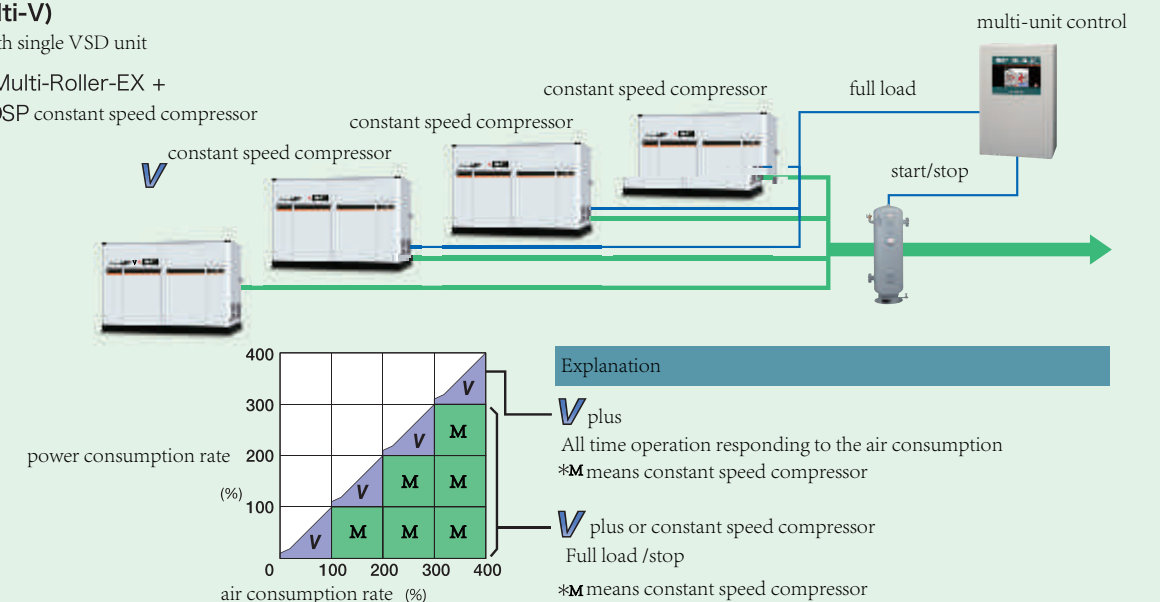 lti-V)
th single VSD unit
Multi-Roller-EX +
OSP constant speed compressor
multi-unit control
constant speed compressor
full load
constant speed compressor
V constant speed compressor
start/stop
400
300
200
100
power consumption rate
(%)
V
V M
V M M
V M M M
0 100 200 300 400
air consumption rate (%)
Explanation
V plus
All time operation responding to the air consumption
*M means constant speed compressor
V plus or constant speed compressor
Full load /stop
*M means constant speed compressor